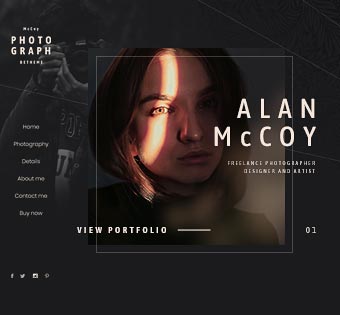 McCoy
PHOTO
GRAPH
BETHEME
Home
Photography
Details
About me
Contact me
Buy now
ALAN
McCOY
FREELANCE PHOTOGRAPHER
DESIGNER AND ARTIST
VIEW PORTFOLIO
01